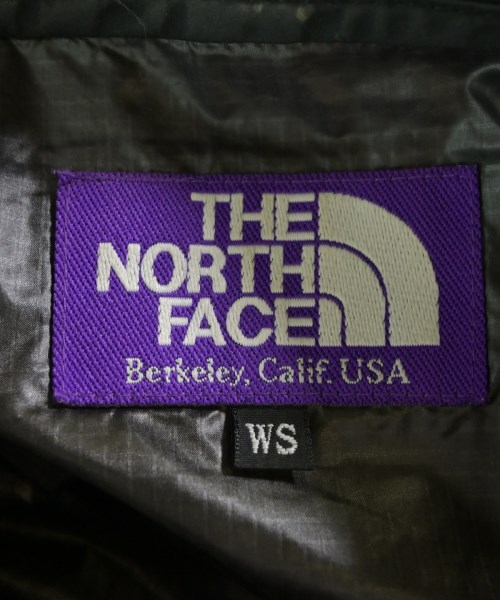 THE
NORTH
FACE
Berkeley, Calif. USA
WS